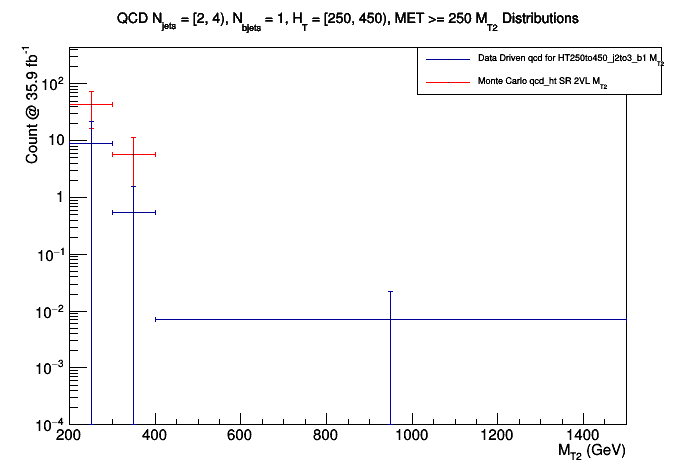 QCD N_jets = [2, 4), N_bjets = 1, H_T = [250, 450), MET >= 250 M_T2 Distributions
Data Driven qcd for HT250to450_j2to3_b1 M_T2
Monte Carlo qcd_ht SR 2VL M_T2
Count @ 35.9 fb^-1
10^2
10
1
10^-1
10^-2
10^-3
10^-4
200 400 600 800 1000 1200 1400
M_T2 (GeV)